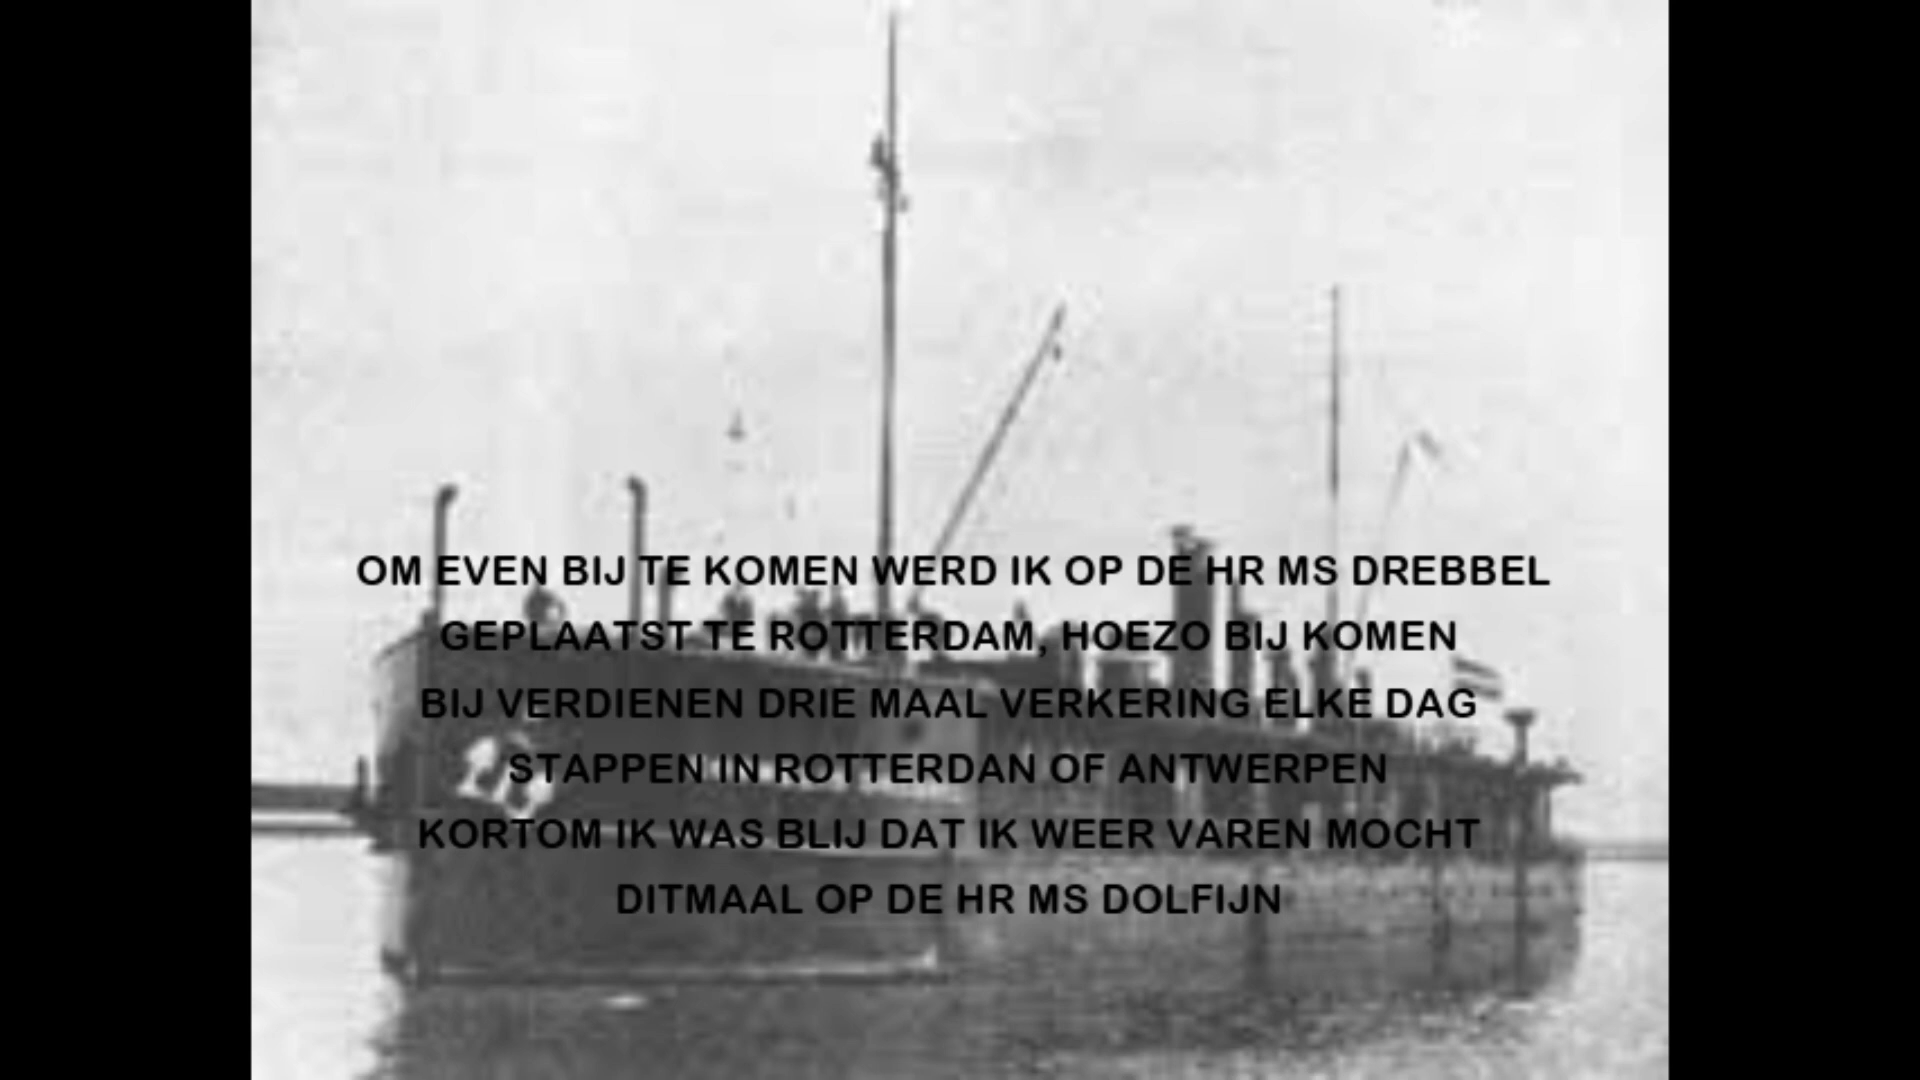 OM EVEN BIJ TE KOMEN WERD IK OP DE HR MS DREBBEL
GEPLAATST TE ROTTERDAM, HOEZO BIJ KOMEN
BIJ VERDIENEN DRIE MAAL VERKERING ELKE DAG
STAPPEN IN ROTTERDAN OF ANTWERPEN
KORTOM IK WAS BLIJ DAT IK WEER VAREN MOCHT
DITMAAL OP DE HR MS DOLFIJN